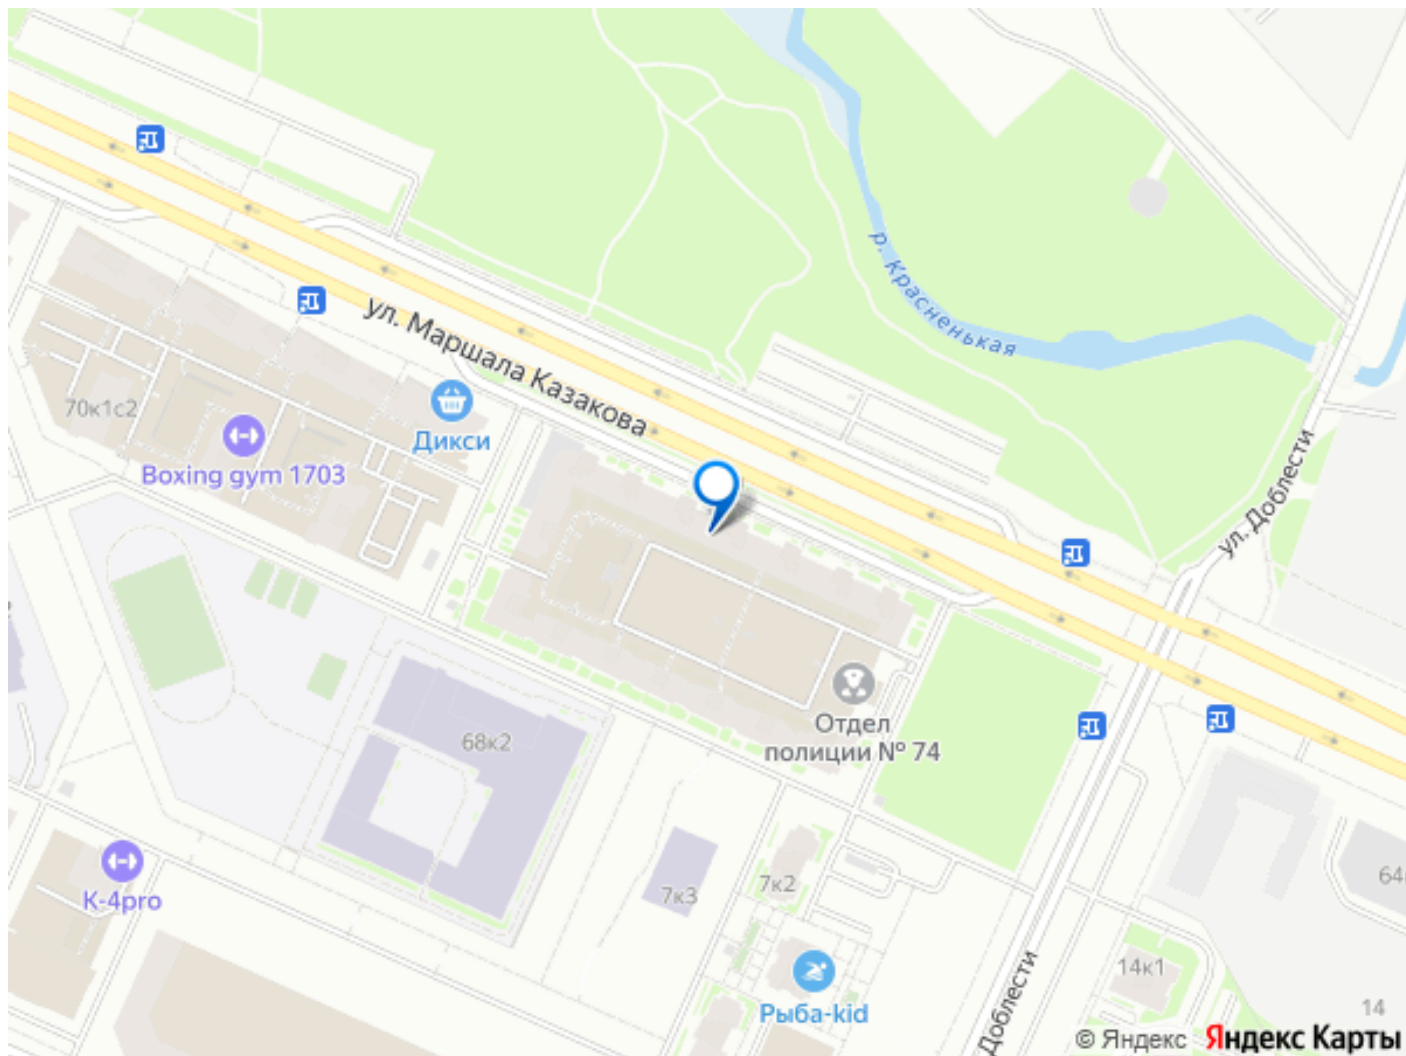 р. Красненькая
ул. Маршала Казакова
70к1с2
Дикси
Boxing gym 1703
ул. Доблести
Отдел
полиции № 74
68к2
К-4pro
7к3
7к2
64
14к1
Рыба-kid
Доблести
14
© Яндекс Яндекс Карты